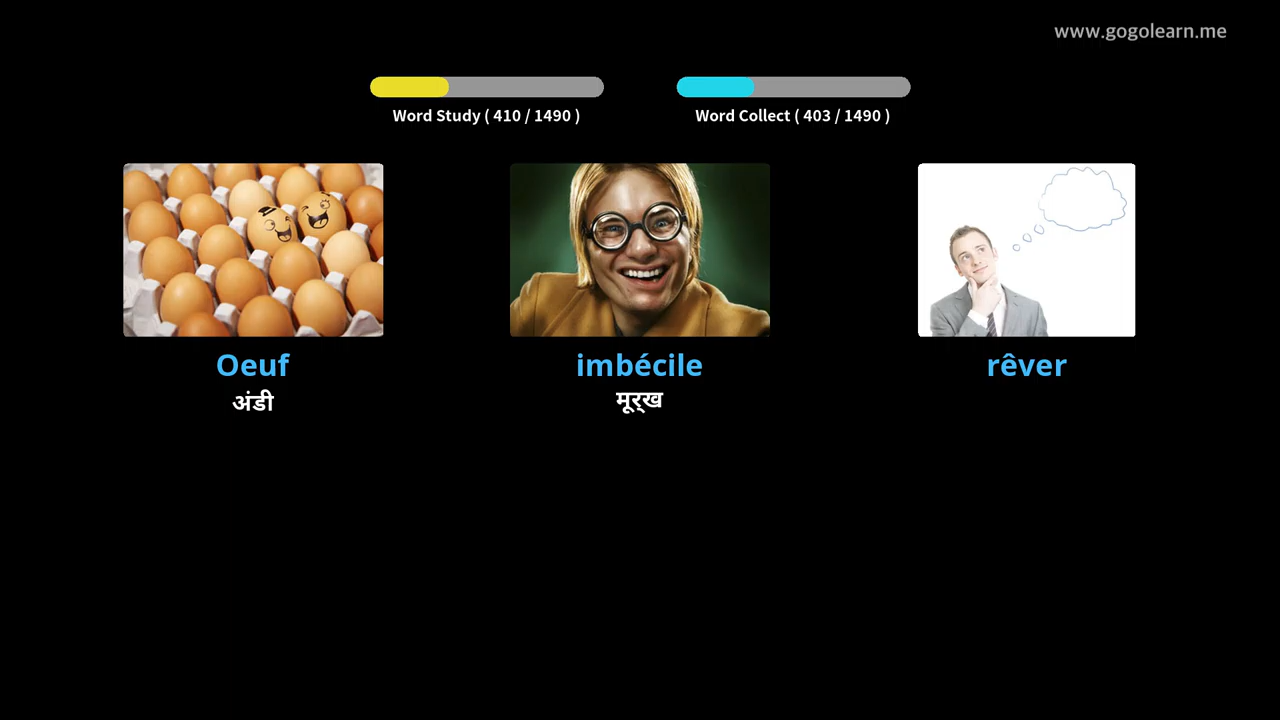 www.gogolearn.me
Word Study ( 410 / 1490 )
Word Collect ( 403 / 1490 )
Oeuf
imbécile
rêver
अंडी
मूर्ख